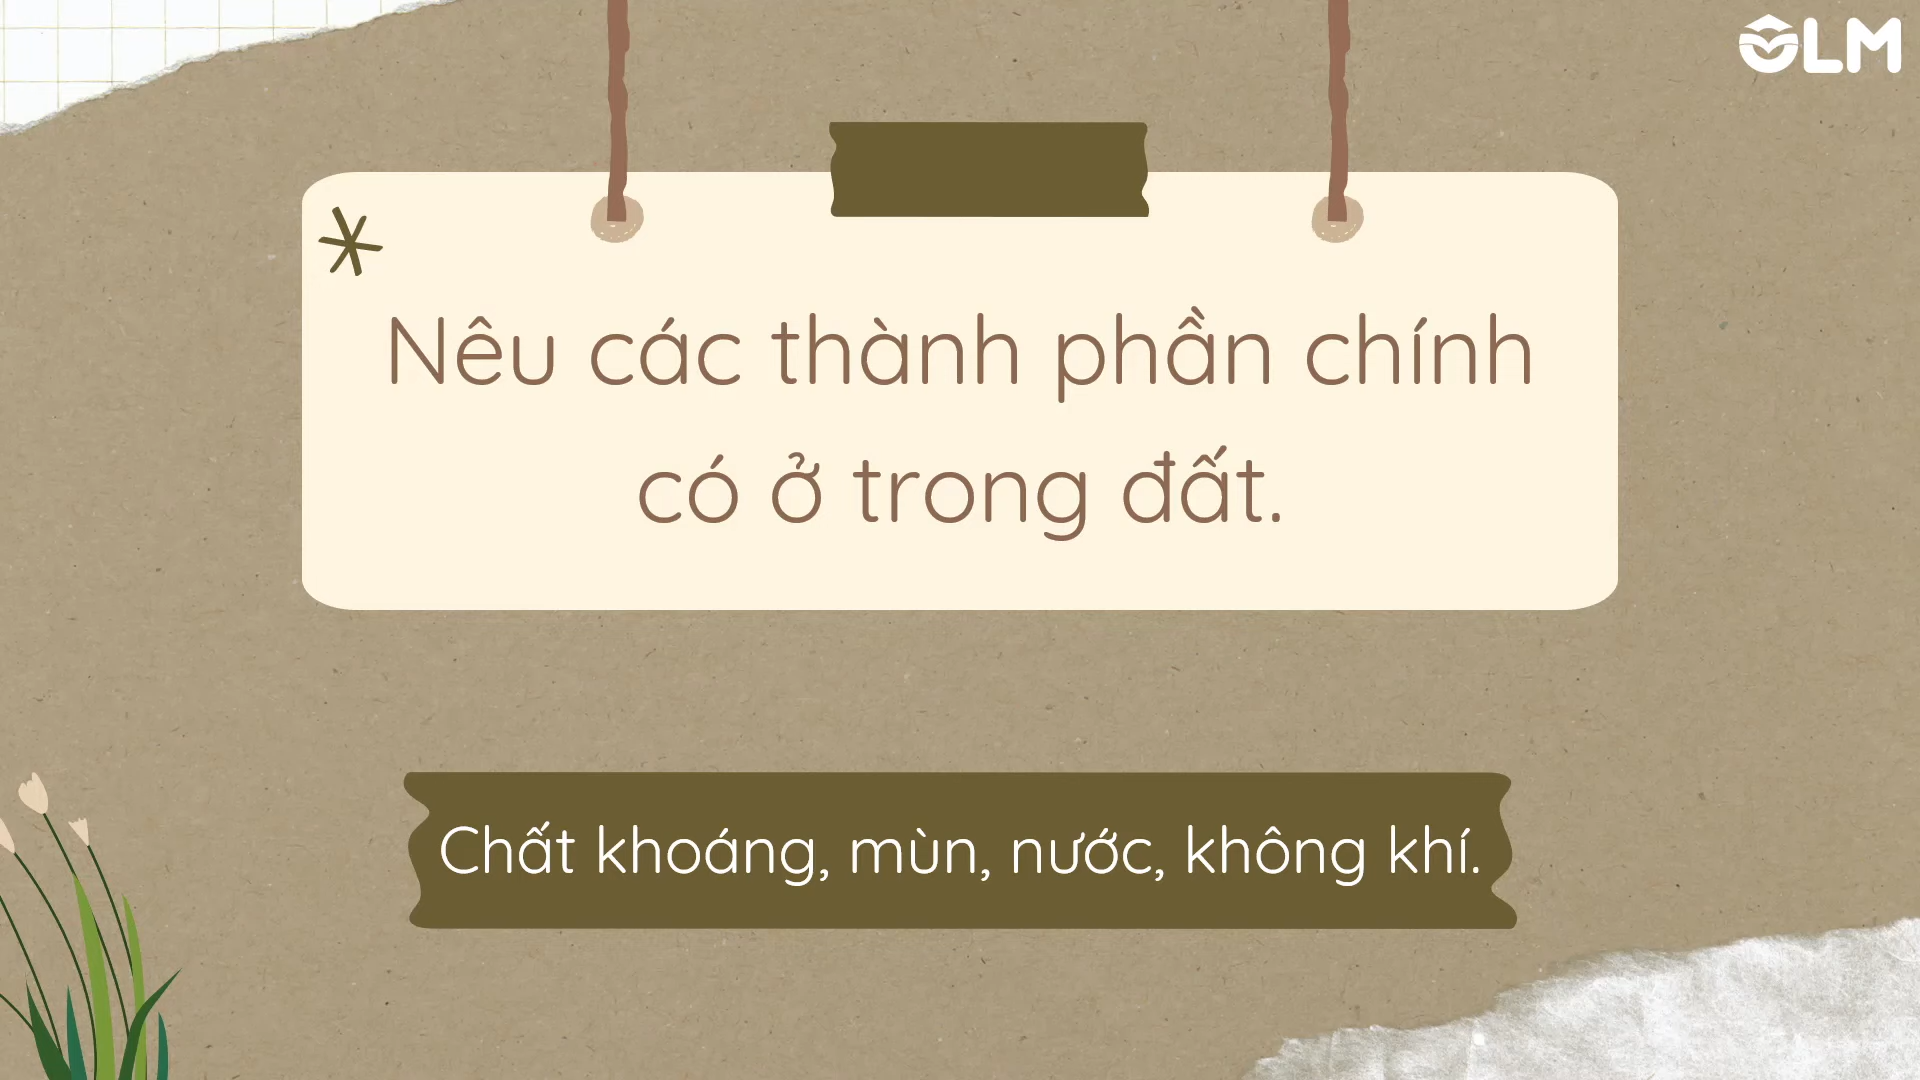 OLM
Nêu các thành phần chính
có ở trong đất.
Chất khoáng, mùn, nước, không khí.